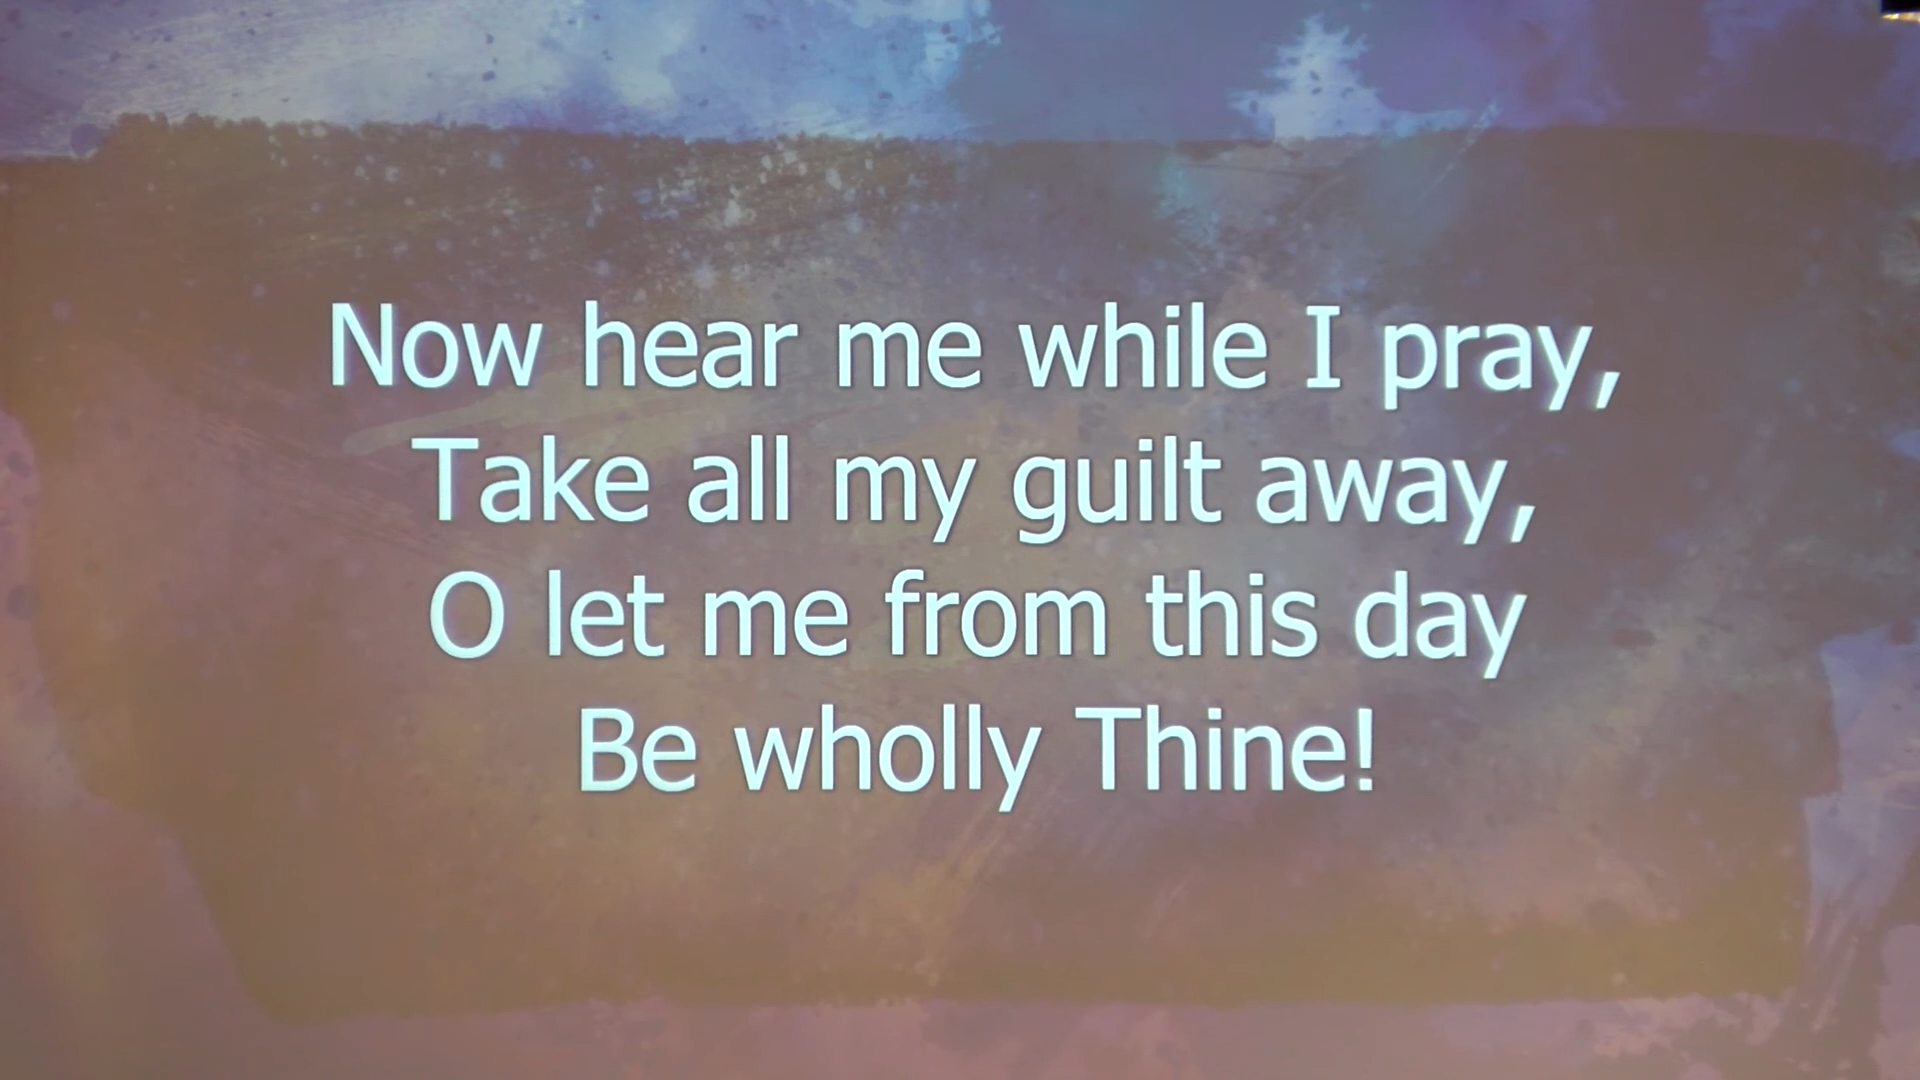 Now hear me while I pray,
Take all my guilt away,
O let me from this day
Be wholly Thine!